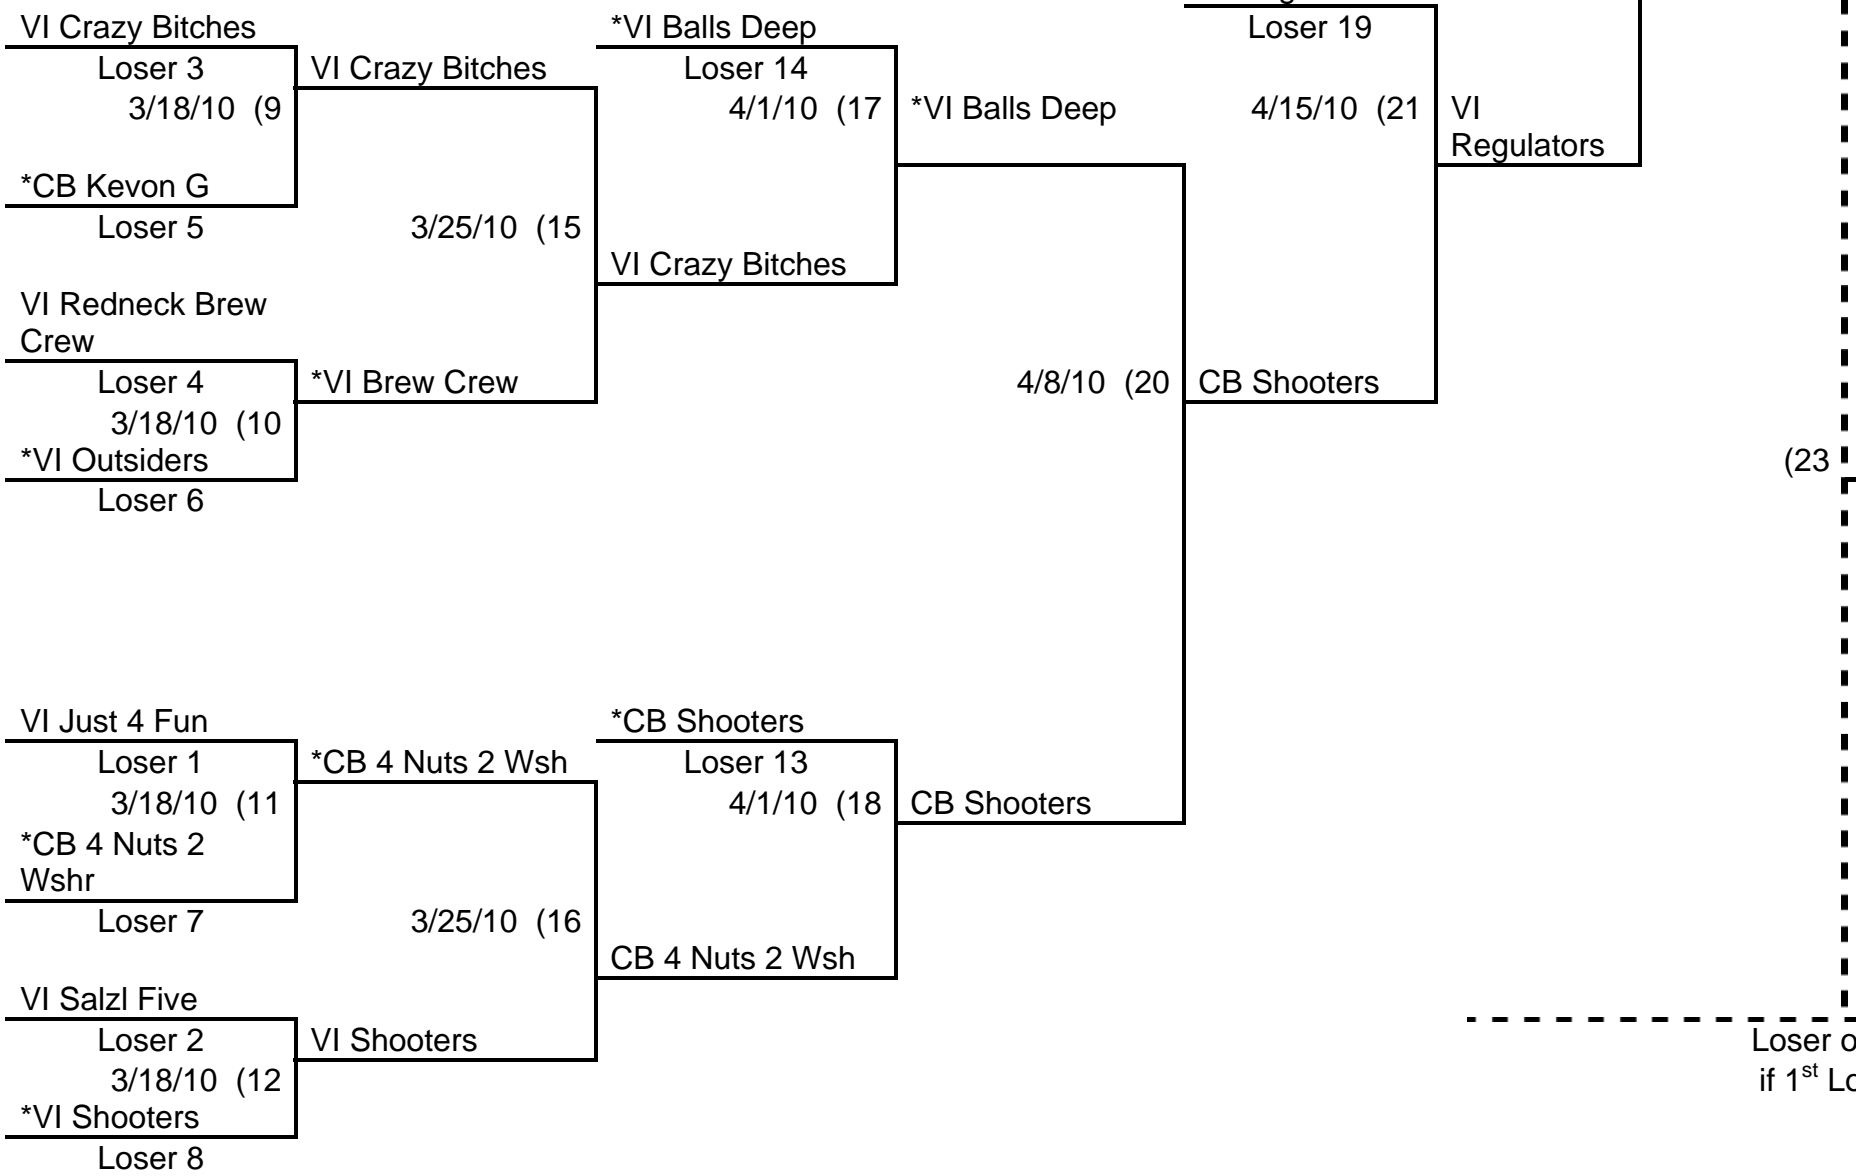 VI Crazy Bitches
Loser 3
3/18/10 (9
*CB Kevon G
Loser 5
VI Redneck Brew
Crew
Loser 4
3/18/10 (10
*VI Outsiders
Loser 6
VI Just 4 Fun
Loser 1
3/18/10 (11
*CB 4 Nuts 2
Wshr
Loser 7
VI Salzl Five
Loser 2
3/18/10 (12
*VI Shooters
Loser 8
VI Crazy Bitches
3/25/10 (15
*VI Brew Crew
*CB 4 Nuts 2 Wsh
3/25/10 (16
VI Shooters
*VI Balls Deep
Loser 14
4/1/10 (17
VI Crazy Bitches
*CB Shooters
Loser 13
4/1/10 (18
CB 4 Nuts 2 Wsh
*VI Balls Deep
4/8/10 (20
CB Shooters
Loser 19
4/15/10 (21
CB Shooters
VI
Regulators
(23
Loser o
if 1st Lo